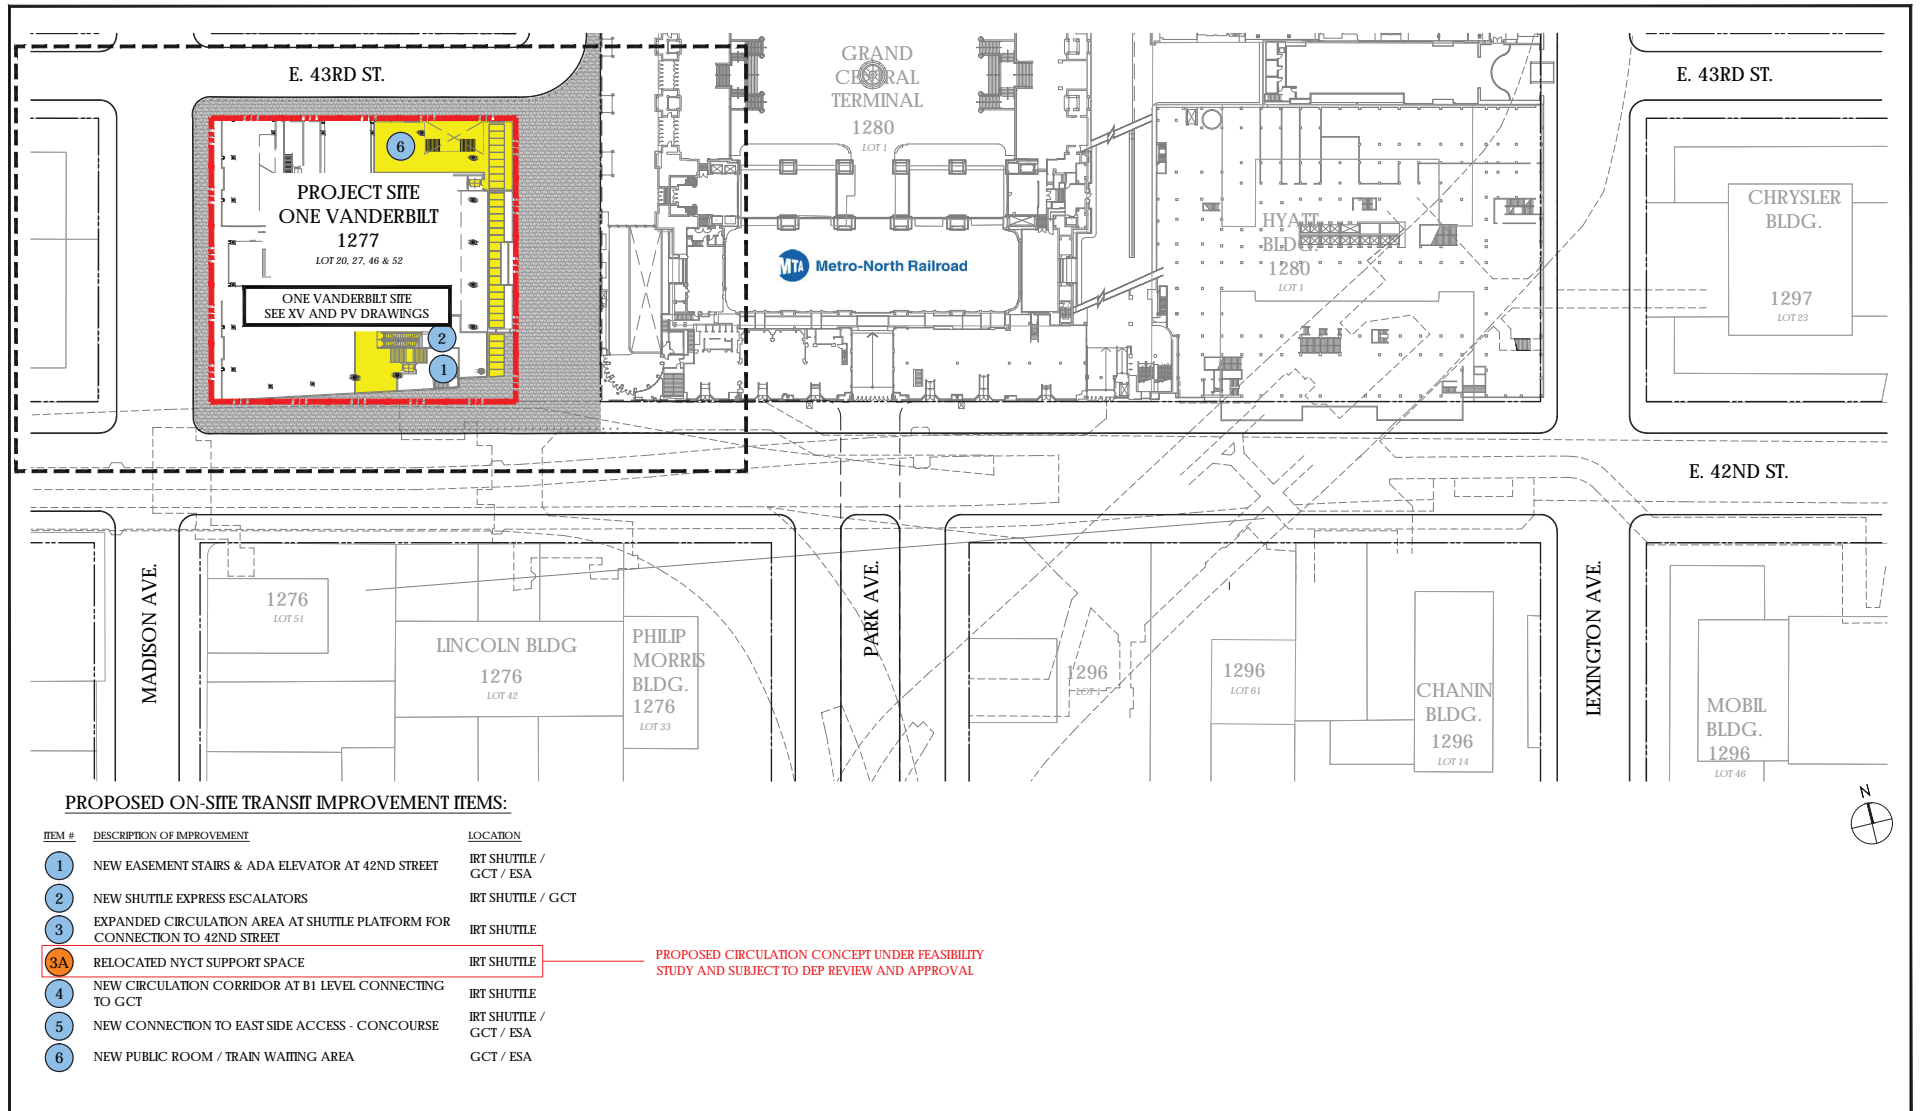 E. 43RD ST.
GRAND
CENTRAL
TERMINAL
1280
LOT 1
E. 43RD ST.
6
PROJECT SITE
ONE VANDERBILT
1277
LOT 20, 27, 46 & 52
ONE VANDERBILT SITE
SEE XV AND PV DRAWINGS
2
1
MTA Metro-North Railroad
HYATT
BLDG.
1280
LOT 1
CHRYSLER
BLDG.
1297
LOT 23
E. 42ND ST.
MADISON AVE.
1276
LOT 51
LINCOLN BLDG
1276
LOT 42
PHILIP
MORRIS
BLDG.
1276
LOT 33
PARK AVE.
1296
LOT 1
1296
LOT 61
CHANIN
BLDG.
1296
LOT 14
LEXINGTON AVE.
MOBIL
BLDG.
1296
LOT 46
N
PROPOSED ON-SITE TRANSIT IMPROVEMENT ITEMS:
ITEM # DESCRIPTION OF IMPROVEMENT LOCATION
1 NEW EASEMENT STAIRS & ADA ELEVATOR AT 42ND STREET IRT SHUTTLE /
GCT / ESA
2 NEW SHUTTLE EXPRESS ESCALATORS IRT SHUTTLE / GCT
3 EXPANDED CIRCULATION AREA AT SHUTTLE PLATFORM FOR
CONNECTION TO 42ND STREET IRT SHUTTLE
3A RELOCATED NYCT SUPPORT SPACE IRT SHUTTLE
PROPOSED CIRCULATION CONCEPT UNDER FEASIBILITY
STUDY AND SUBJECT TO DEP REVIEW AND APPROVAL
4 NEW CIRCULATION CORRIDOR AT B1 LEVEL CONNECTING
TO GCT IRT SHUTTLE
5 NEW CONNECTION TO EAST SIDE ACCESS - CONCOURSE IRT SHUTTLE /
GCT / ESA
6 NEW PUBLIC ROOM / TRAIN WAITING AREA GCT / ESA